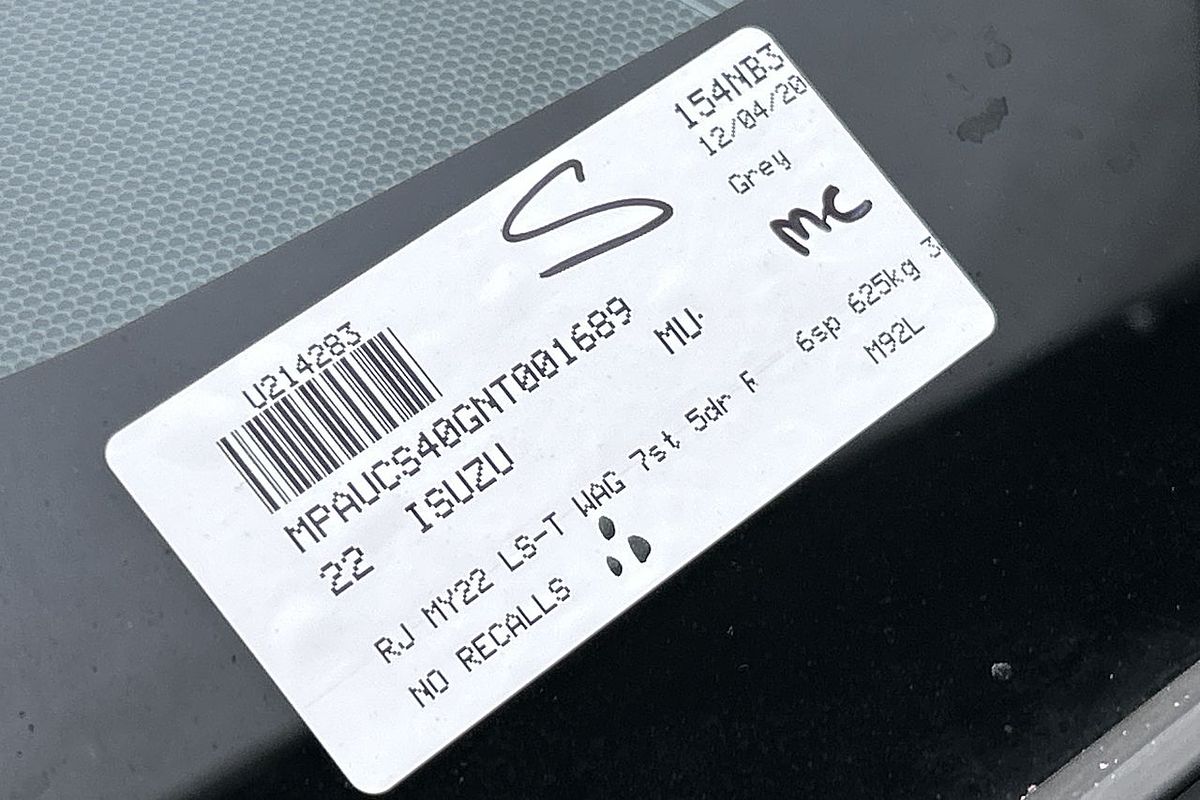 154NB3
12/04/20
Grey
S
mc
U214283
MPAUCS40GNT001689
22 ISUZU MU-
RJ MY22 LS-T WAG 7st 5dr R 6sp 625kg 3
NO RECALLS M92L